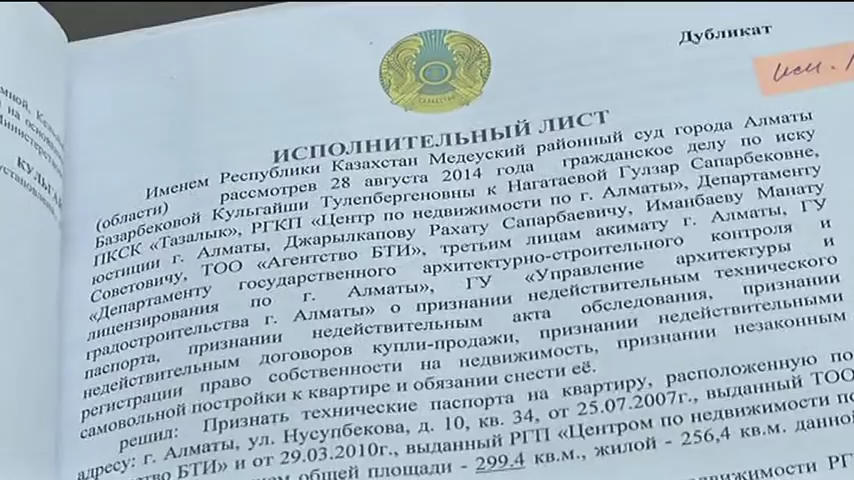 Дубликат
исп.
КАЗАХСТАН
ИСПОЛНИТЕЛЬНЫЙ ЛИСТ
Именем Республики Казахстан Медеуский районный суд города Алматы
(области) рассмотрев 28 августа 2014 года гражданское делу по иску
Базарбековой Кульгайши Тулепбергеновны к Нагатаевой Гулзар Сапарбековне,
ПКСК «Тазалык», РГКП «Центр по недвижимости по г. Алматы», Департаменту
юстиции г. Алматы, Джарылкапову Рахату Сапарбаевичу, Иманбаеву Манату
Советовичу, ТОО «Агентство БТИ», третьим лицам акимату г. Алматы, ГУ
«Департаменту государственного архитектурно-строительного контроля и
лицензирования по г. Алматы», ГУ «Управление архитектуры и
градостроительства г. Алматы» о признании недействительным технического
паспорта, признании недействительным акта обследования, признании
недействительным договоров купли-продажи, признании недействительными
регистрации право собственности на недвижимость, признании незаконным
самовольной постройки к квартире и обязании снести её.
решил: Признать технические паспорта на квартиру, расположенную по
адресу: г. Алматы, ул. Нусупбекова, д. 10, кв. 34, от 25.07.2007г., выданный ТОО
БТИ» и от 29.03.2010г., выданный РГП «Центром по недвижимости по
общей площади - 299.4 кв.м., жилой - 256,4 кв.м. данной